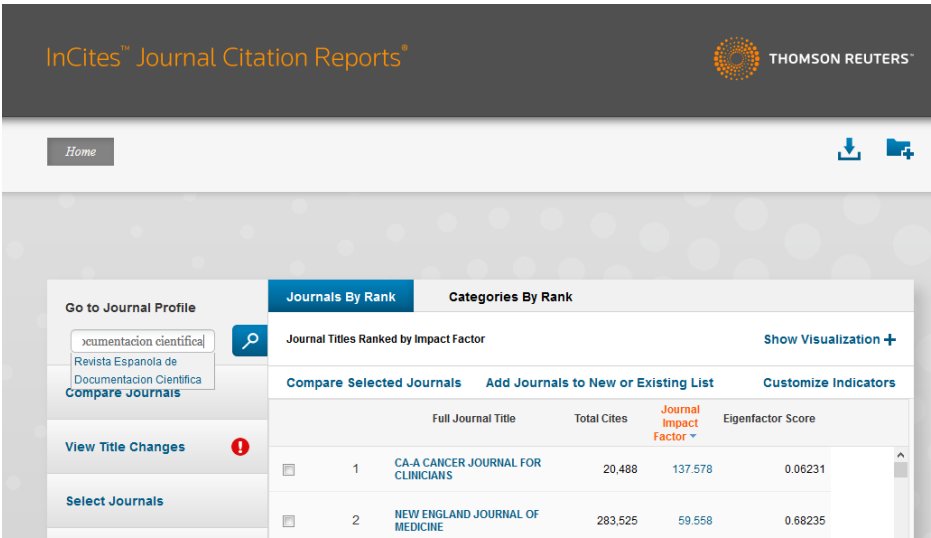 InCites™ Journal Citation Reports®
THOMSON REUTERS™
Home
Go to Journal Profile
ocumentacion cientifica
Revista Espanola de
Documentacion Cientifica
Compare Journals
View Title Changes
Select Journals
Journals By Rank
Categories By Rank
Journal Titles Ranked by Impact Factor
Show Visualization +
Compare Selected Journals
Add Journals to New or Existing List
Customize Indicators
Full Journal Title
Total Cites
Journal
Impact
Factor
Eigenfactor Score
1
CA-A CANCER JOURNAL FOR
CLINICIANS
20,488
137.578
0.06231
2
NEW ENGLAND JOURNAL OF
MEDICINE
283,525
59.558
0.68235